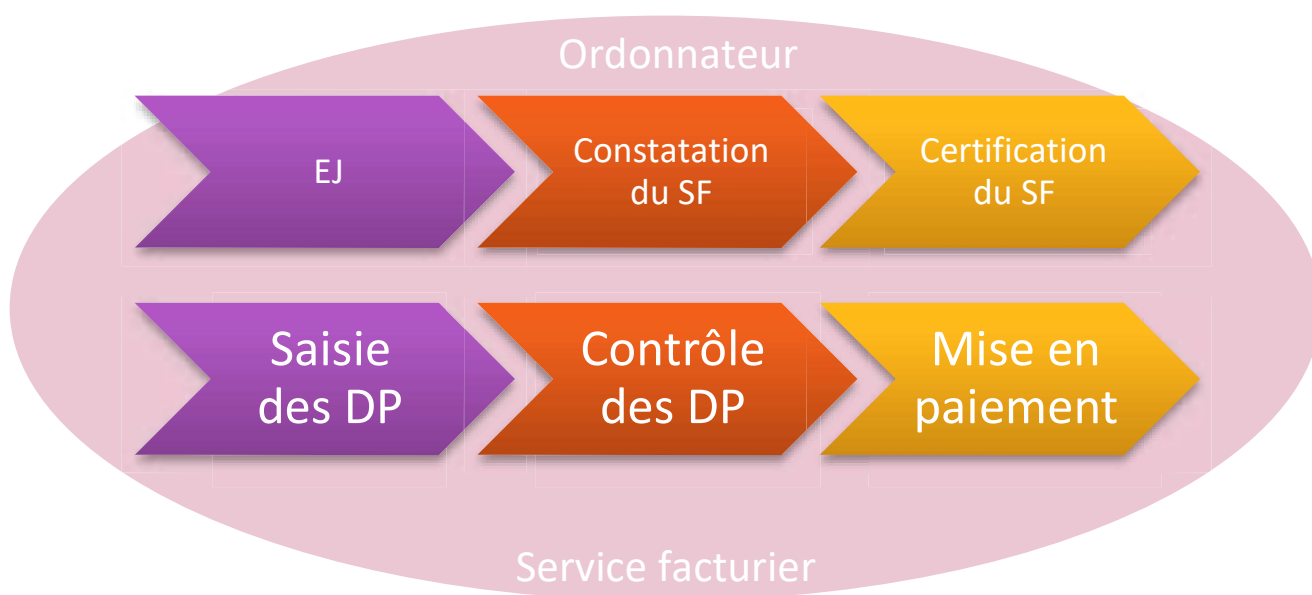 Ordonnateur
EJ
Constatation
du SF
Certification
du SF
Saisie
des DP
Contrôle
des DP
Mise en
paiement
Service facturier